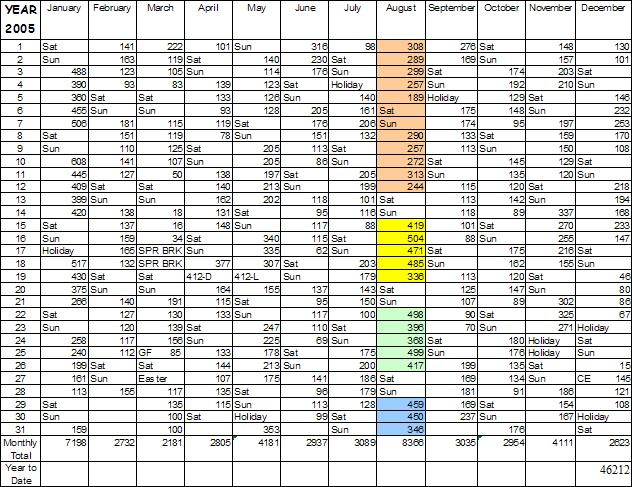 YEAR 2005 January February March April May June July August September October November December
1 Sat 141 222 101 Sun 316 98 308 276 Sat 148 130
2 Sun 163 119 Sat 140 230 Sat 289 169 Sun 157 101
3 488 123 105 Sun 114 176 Sun 299 Sat 174 203 Sat
4 390 93 83 139 123 Sat Holiday 257 Sun 192 210 Sun
5 360 Sat Sat 133 126 Sun 140 189 Holiday 129 Sat 146
6 455 Sun Sun 93 128 205 161 Sat 175 148 Sun 232
7 506 181 115 119 Sat 176 206 Sun 174 95 197 253
8 Sat 151 119 78 Sun 151 132 290 133 Sat 159 170
9 Sun 110 125 Sat 205 113 Sat 257 113 Sun 150 108
10 608 141 107 Sun 205 86 Sun 272 Sat 145 129 Sat
11 445 127 50 138 197 Sat 205 313 Sun 135 120 Sun
12 409 Sat Sat 140 213 Sun 199 244 115 120 Sat 218
13 399 Sun Sun 162 202 118 101 Sat 113 142 Sun 194
14 420 138 18 131 Sat 95 116 Sun 118 89 337 168
15 Sat 137 16 148 Sun 117 88 419 101 Sat 270 233
16 Sun 159 34 Sat 340 115 Sat 504 88 Sun 255 147
17 Holiday 165 SPR BRK Sun 335 62 Sun 471 Sat 175 216 Sat
18 517 132 SPR BRK 377 307 Sat 203 485 Sun 162 155 Sun
19 430 Sat Sat 412-D 412-L Sun 179 336 113 120 Sat 46
20 375 Sun Sun 164 155 137 143 Sat 125 147 Sun 80
21 266 140 191 115 Sat 95 150 Sun 107 89 302 86
22 Sat 127 130 133 Sun 110 100 498 90 Sat 325 67
23 Sun 120 139 Sat 247 110 Sat 396 70 Sun 271 Holiday
24 258 117 156 Sun 225 69 Sun 368 Sat 180 Holiday Sat
25 240 112 GF 85 133 178 Sat 175 499 Sun 176 Holiday Sun
26 199 Sat Sat 144 213 Sun 200 417 199 135 Sat 15
27 161 Sun Easter 107 175 141 186 Sat 169 134 Sun CE 145
28 113 155 117 135 Sat 96 179 Sun 181 91 186 121
29 Sat 135 115 Sun 113 128 459 169 Sat 154 108
30 Sun 100 Sat Holiday 99 Sat 450 237 Sun 167 Holiday
31 159 100 353 Sun 346 176 Sat
Monthly Total 7198 2732 2181 2805 4181 2937 3089 8366 3035 2954 4111 2623
Year to Date 46212